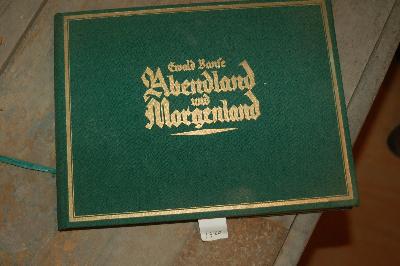 Ewald Banse
Abendland
und
Morgenland